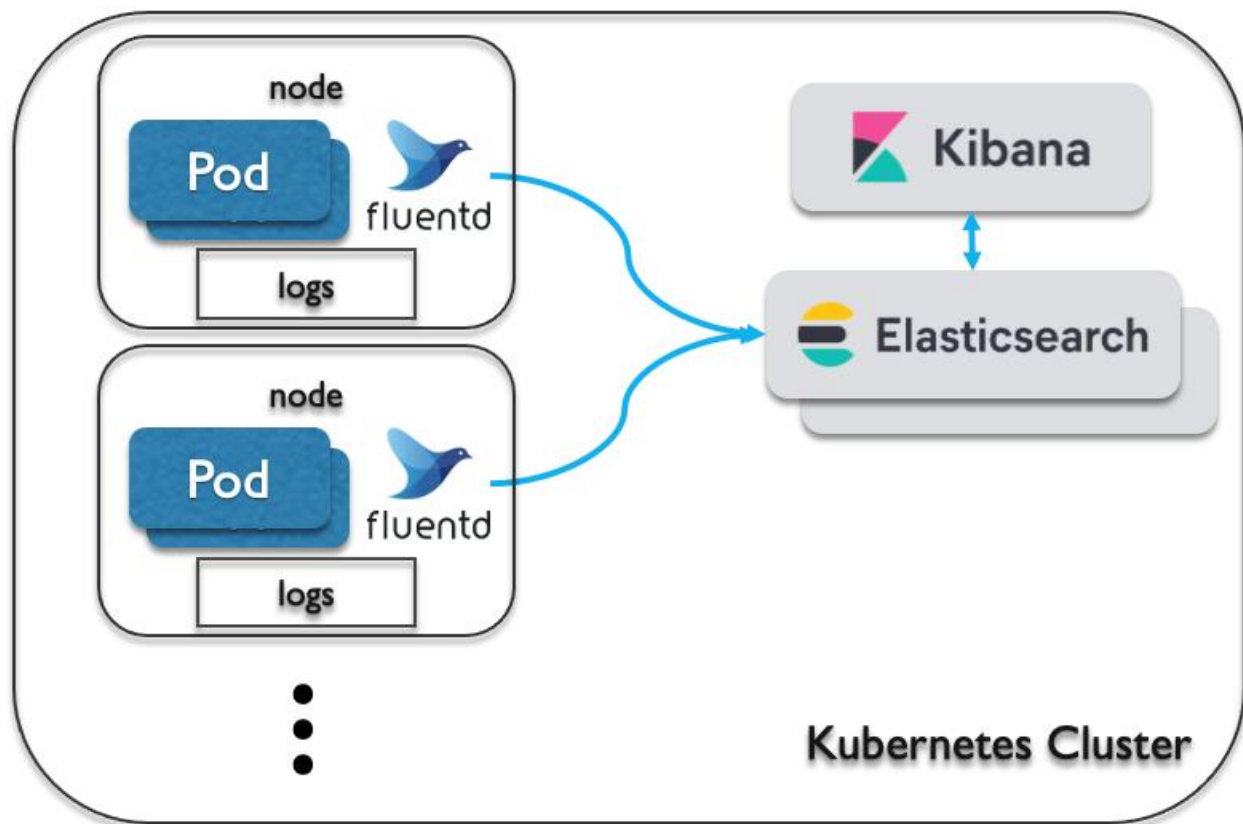 node
Pod
fluentd
logs
node
Pod
fluentd
logs
Kibana
Elasticsearch
Kubernetes Cluster